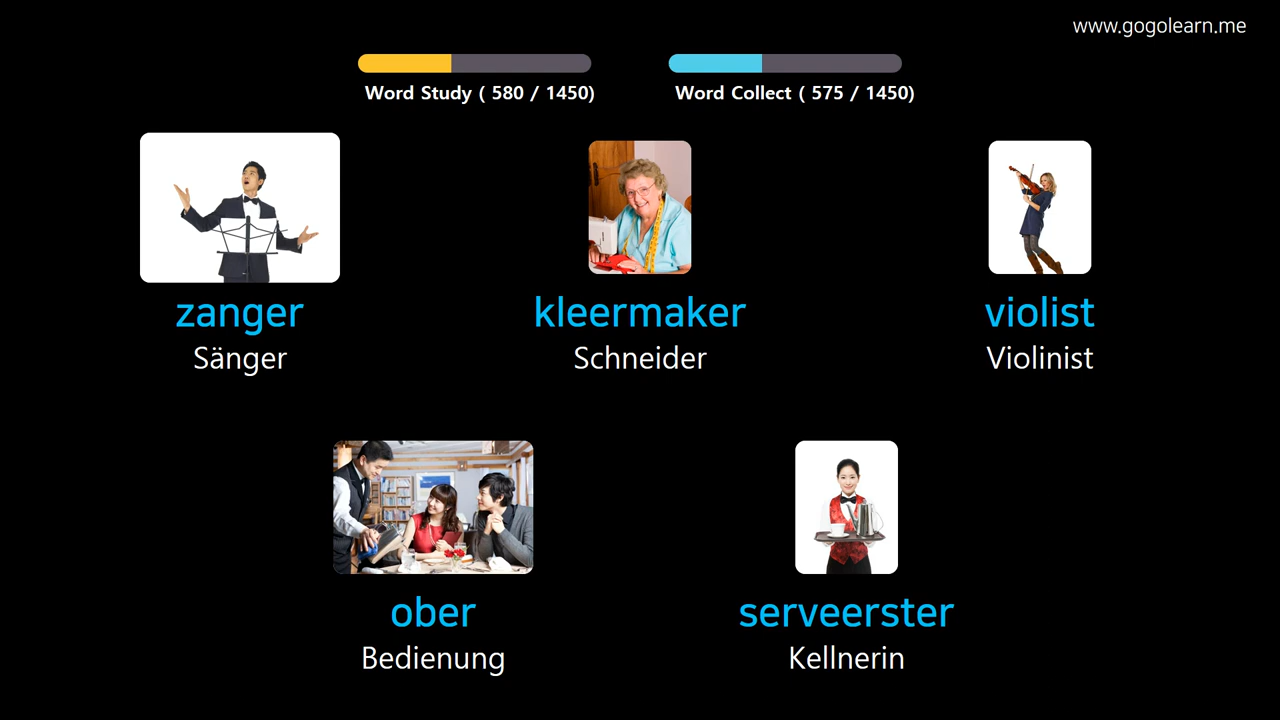 www.gogolearn.me
Word Study ( 580 / 1450)
Word Collect ( 575 / 1450)
zanger
Sänger
kleermaker
Schneider
violist
Violinist
ober
Bedienung
serveerster
Kellnerin